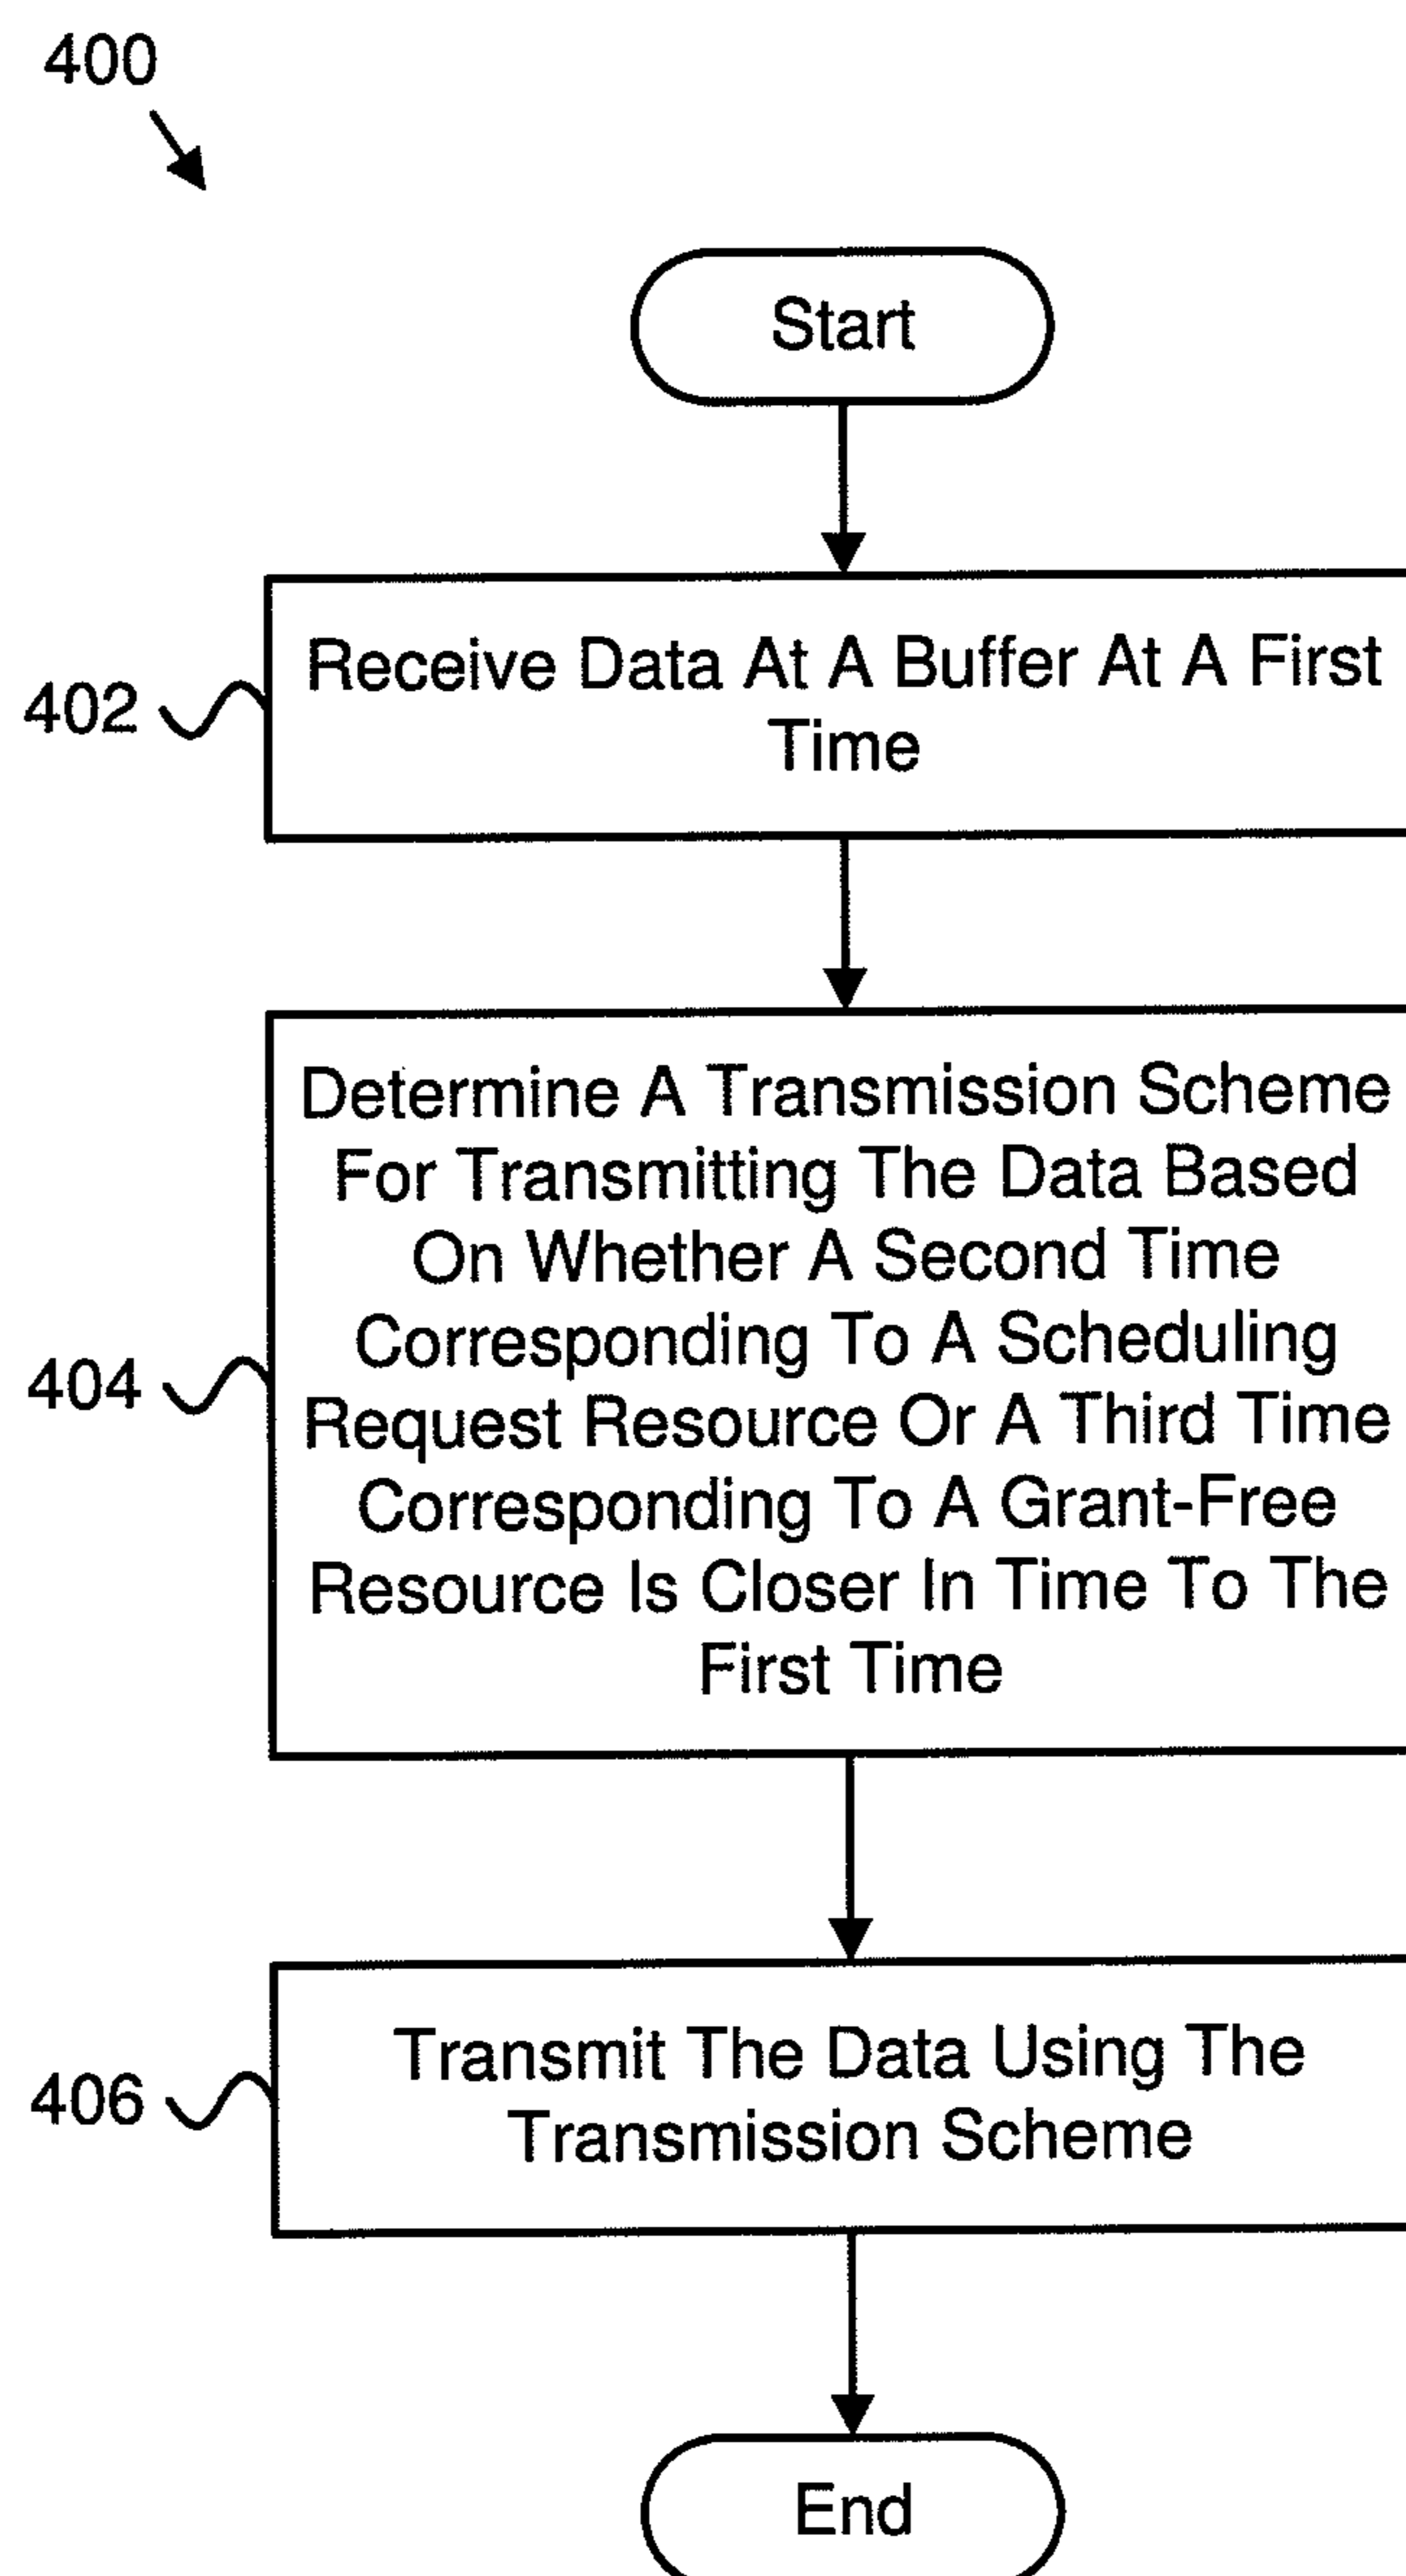 400
Start
402
Receive Data At A Buffer At A First
Time
404
Determine A Transmission Scheme
For Transmitting The Data Based
On Whether A Second Time
Corresponding To A Scheduling
Request Resource Or A Third Time
Corresponding To A Grant-Free
Resource Is Closer In Time To The
First Time
406
Transmit The Data Using The
Transmission Scheme
End